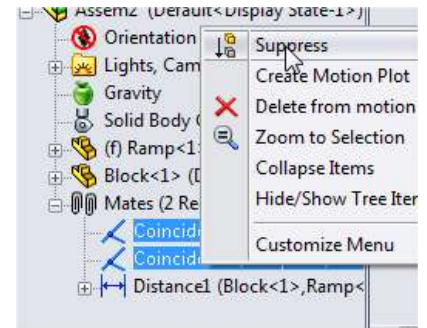 Assem2 (Default<Display State-1>)
Orientation
Lights, Cam
Gravity
Solid Body
(f) Ramp<1
Block<1> (D
Mates (2 Re
Coincide
Coincid
Distance1 (Block<1>,Ramp<
Suppress
Create Motion Plot
Delete from motion
Zoom to Selection
Collapse Items
Hide/Show Tree Iter
Customize Menu